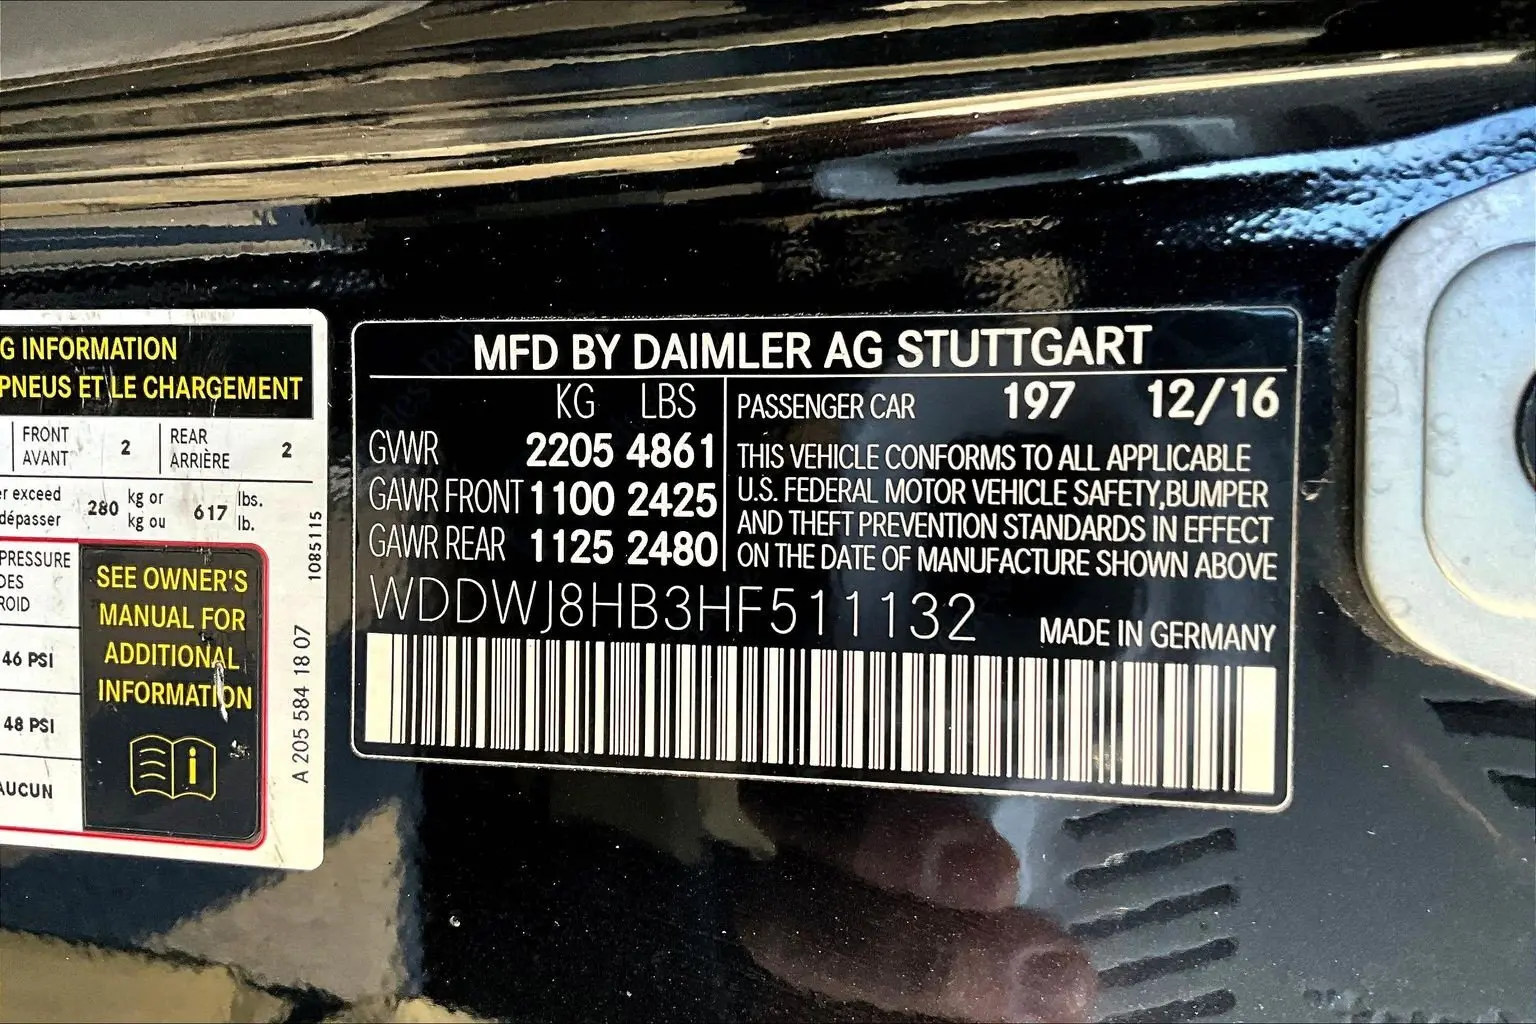 G INFORMATION
PNEUS ET LE CHARGEMENT
FRONT 2 REAR 2
AVANT ARRIÈRE
er exceed 280 kg or 617 lbs.
dépasser kg ou lb.
PRESSURE
DES
ROID
46 PSI
48 PSI
AUCUN
SEE OWNER'S
MANUAL FOR
ADDITIONAL
INFORMATION
i
1085115
A 205 584 18 07
MFD BY DAIMLER AG STUTTGART
KG LBS
GVWR 2205 4861
GAWR FRONT 1100 2425
GAWR REAR 1125 2480
PASSENGER CAR 197 12/16
THIS VEHICLE CONFORMS TO ALL APPLICABLE
U.S. FEDERAL MOTOR VEHICLE SAFETY,BUMPER
AND THEFT PREVENTION STANDARDS IN EFFECT
ON THE DATE OF MANUFACTURE SHOWN ABOVE
WDDWJ8HB3HF511132
MADE IN GERMANY